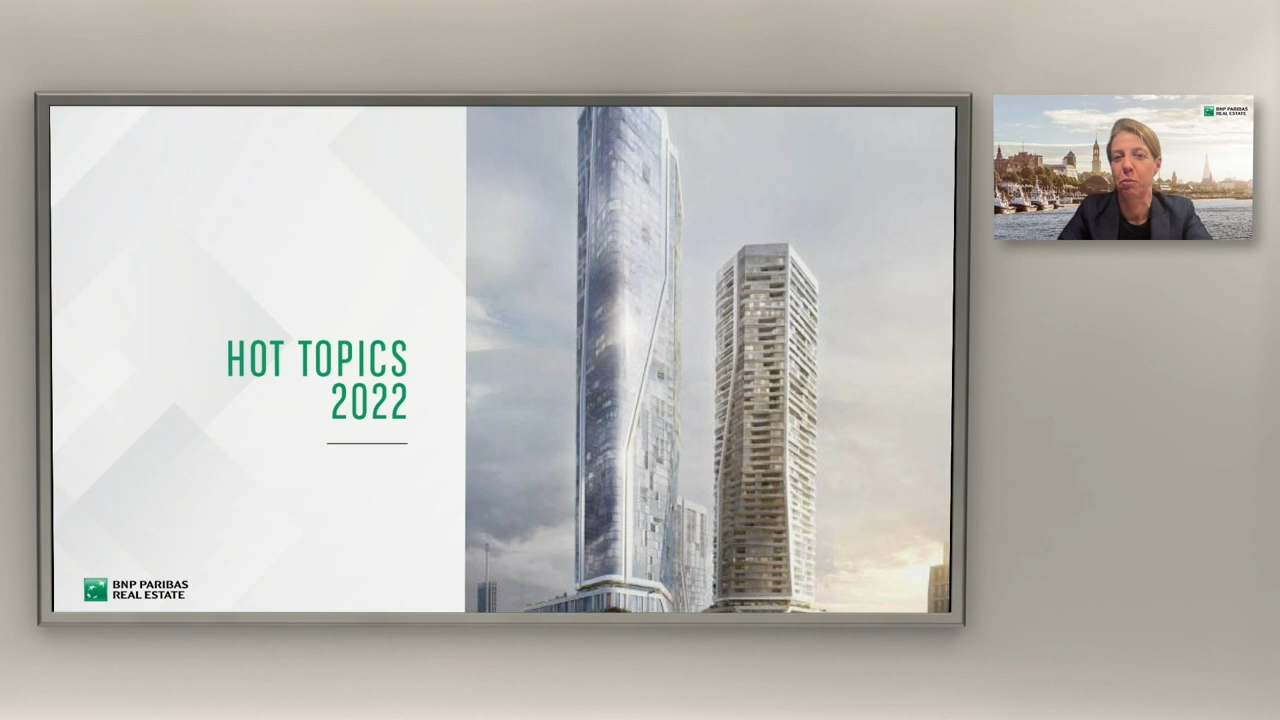 HOT TOPICS
2022
BNP PARIBAS
REAL ESTATE
BNP PARIBAS
REAL ESTATE